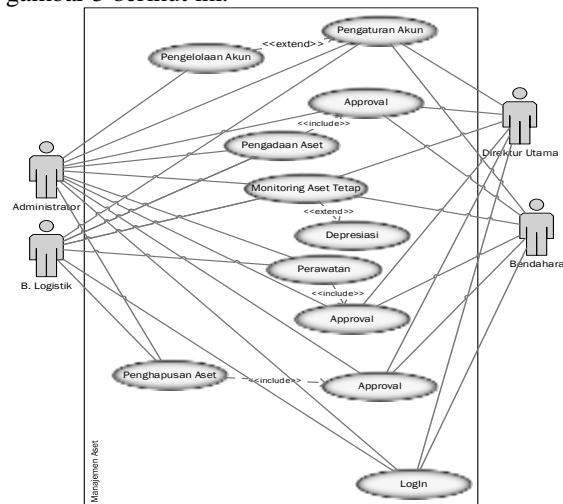 gambar 3 berikut ini.
Pengaturan Akun
<<extend>>
Pengelolaan Akun
Approval
<<include>>
Pengadaan Aset
Direktur Utama
Monitoring Aset Tetap
Administrator
<<extend>>
Depresiasi
Bendahara
Perawatan
B. Logistik
<<include>>
Approval
Penghapusan Aset
<<include>>
Approval
Manajemen Aset
LogIn